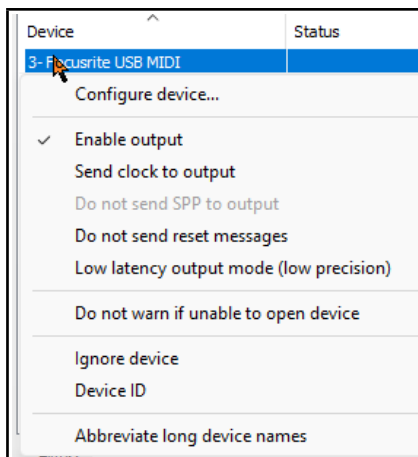 Device Status
3- Focusrite USB MIDI
Configure device...
Enable output
Send clock to output
Do not send SPP to output
Do not send reset messages
Low latency output mode (low precision)
Do not warn if unable to open device
Ignore device
Device ID
Abbreviate long device names